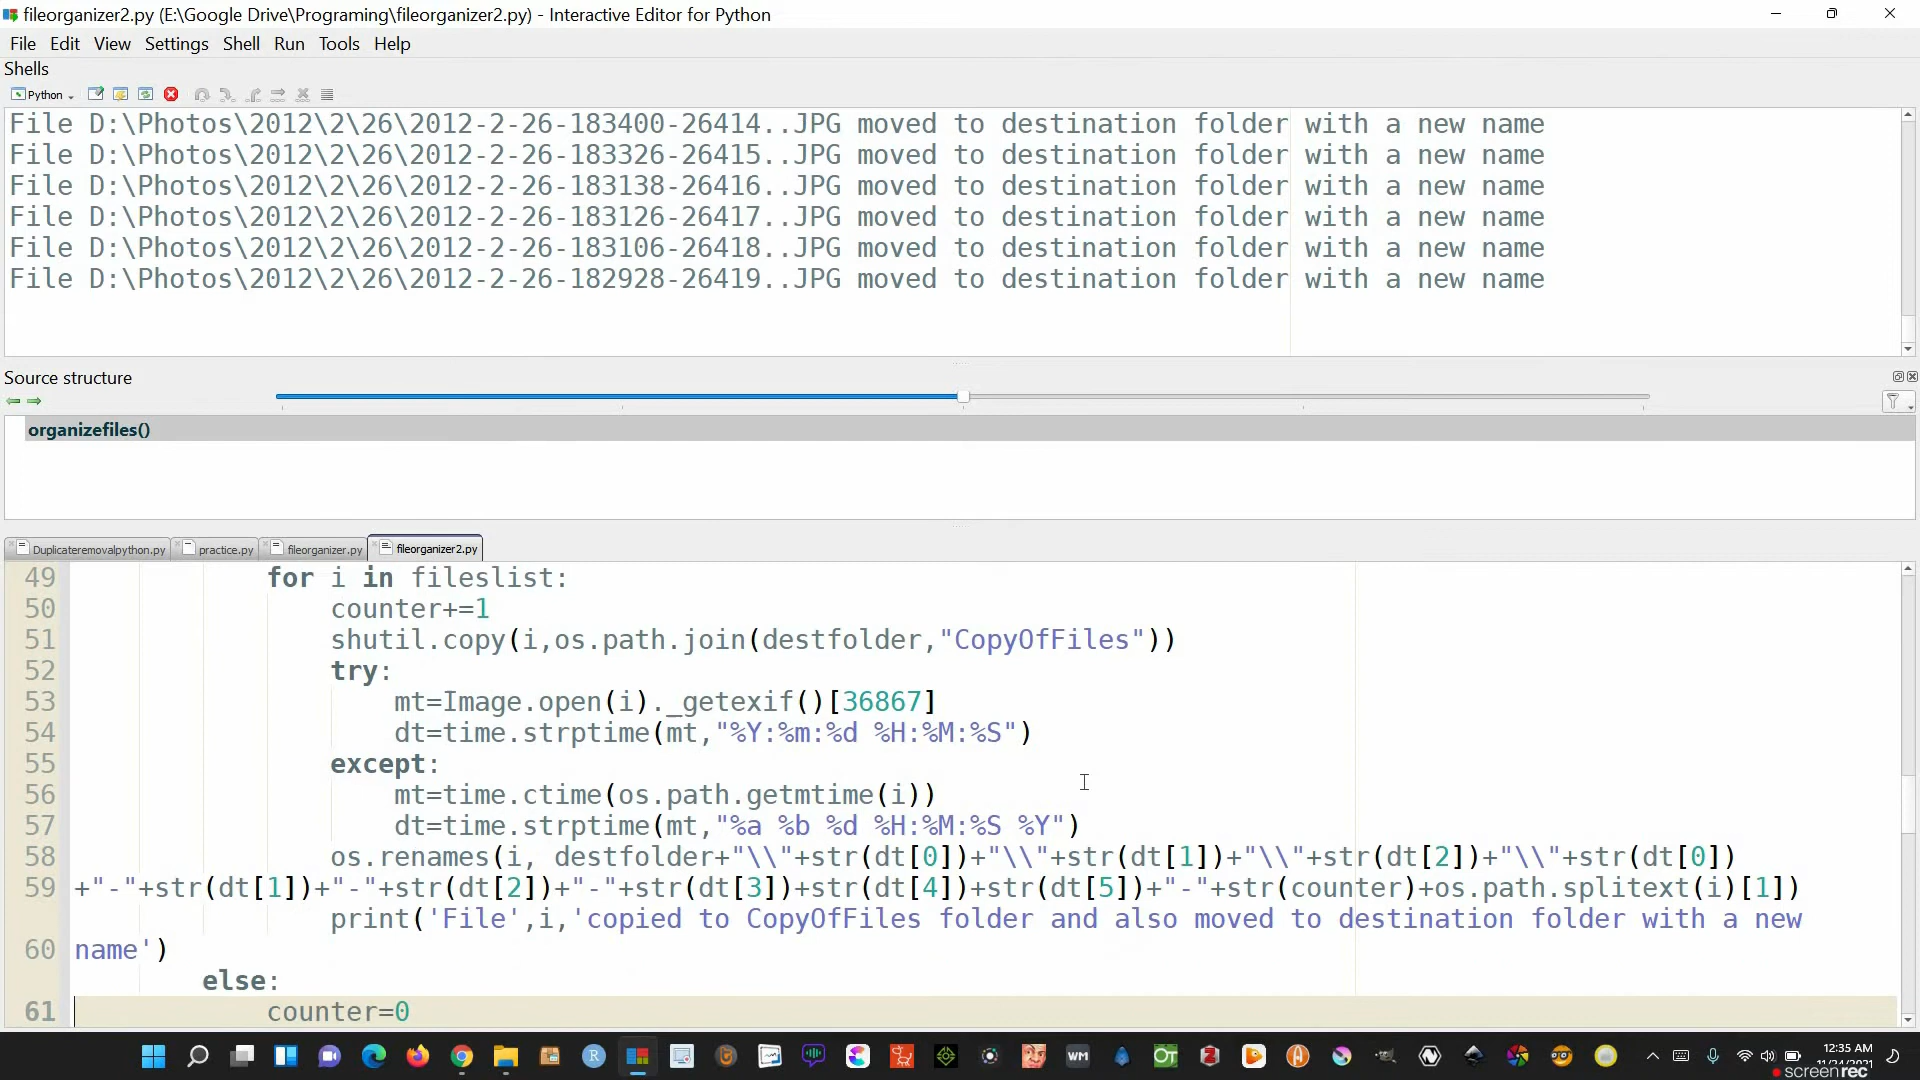 fileorganizer2.py (E:\Google Drive\Programing\fileorganizer2.py) - Interactive Editor for Python
File Edit View Settings Shell Run Tools Help
Shells
Python
File D:\Photos\2012\2\26\2012-2-26-183400-26414..JPG moved to destination folder with a new name
File D:\Photos\2012\2\26\2012-2-26-183326-26415..JPG moved to destination folder with a new name
File D:\Photos\2012\2\26\2012-2-26-183138-26416..JPG moved to destination folder with a new name
File D:\Photos\2012\2\26\2012-2-26-183126-26417..JPG moved to destination folder with a new name
File D:\Photos\2012\2\26\2012-2-26-183106-26418..JPG moved to destination folder with a new name
File D:\Photos\2012\2\26\2012-2-26-182928-26419..JPG moved to destination folder with a new name
Source structure
organizefiles()
Duplicateremovalpython.py practice.py fileorganizer.py fileorganizer2.py
49 for i in fileslist:
50 counter+=1
51 shutil.copy(i,os.path.join(destfolder,"CopyOfFiles"))
52 try:
53 mt=Image.open(i)._getexif()[36867]
54 dt=time.strptime(mt,"%Y:%m:%d %H:%M:%S")
55 except:
56 mt=time.ctime(os.path.getmtime(i))
57 dt=time.strptime(mt,"%a %b %d %H:%M:%S %Y")
58 os.renames(i, destfolder+"\\"+str(dt[0])+"\\"+str(dt[1])+"\\"+str(dt[2])+"\\"+str(dt[0])
59 +"-"+str(dt[1])+"-"+str(dt[2])+"-"+str(dt[3])+str(dt[4])+str(dt[5])+"-"+str(counter)+os.path.splitext(i)[1])
print('File',i,'copied to CopyOfFiles folder and also moved to destination folder with a new
60 name')
else:
61 counter=0
WM
OT
12:35 AM
screenrec